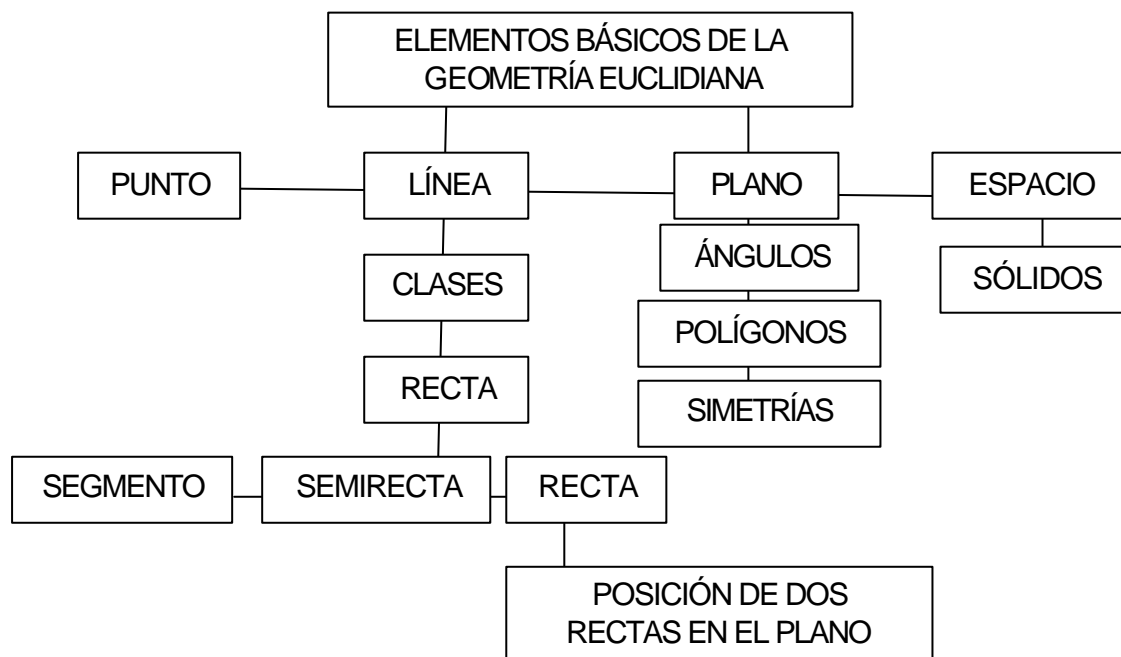 ELEMENTOS BÁSICOS DE LA
GEOMETRÍA EUCLIDIANA
PUNTO
LÍNEA
PLANO
ESPACIO
ÁNGULOS
SÓLIDOS
CLASES
POLÍGONOS
RECTA
SIMETRÍAS
SEGMENTO
SEMIRECTA
RECTA
POSICIÓN DE DOS
RECTAS EN EL PLANO